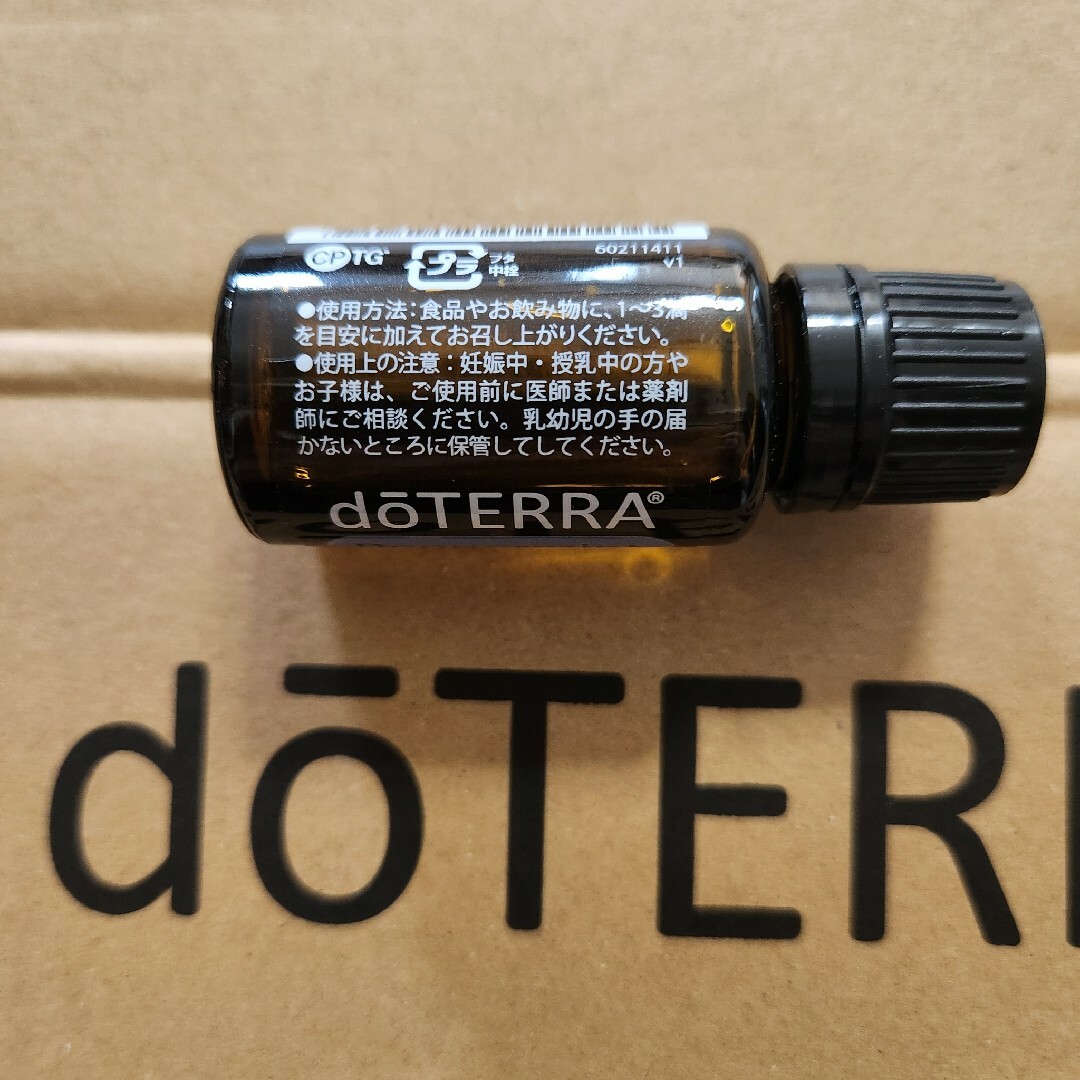 CPTG
プラ
フタ
中栓
60211411
v1
●使用方法：食品やお飲み物に、1～3滴
を目安に加えてお召し上がりください。
●使用上の注意：妊娠中・授乳中の方や
お子様は、ご使用前に医師または薬剤
師にご相談ください。乳幼児の手の届
かないところに保管してしてください。
dōTERRA®
dōTER